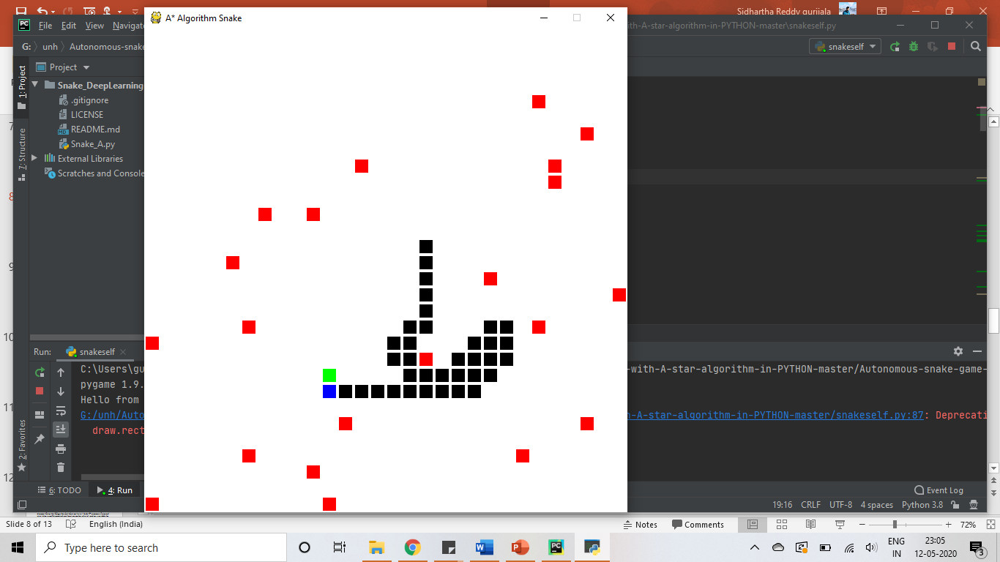 Sidhartha Reddy gurijala
A* Algorithm Snake
File Edit View Navigat
with-A-star-algorithm-in-PYTHON-master\snakeself.py
G: unh Autonomous-snake
snakeself
1: Project
Project
Snake_DeepLearning
.gitignore
LICENSE
README.md
Snake_A.py
External Libraries
Scratches and Console
7: Structure
7
8
9
10
11
12
Run: snakeself
C:\Users\gu
-with-A-star-algorithm-in-PYTHON-master/Autonomous-snake-game-
pygame 1.9.
Hello from
G:/unh/Auto
h-A-star-algorithm-in-PYTHON-master/snakeself.py:87: Deprecati
draw.rect
2: Favorites
6: TODO 4: Run
Event Log
19:16 CRLF UTF-8 4 spaces Python 3.8
Slide 8 of 13 English (India)
Notes Comments 72%
Type here to search
ENG
IN
23:05
12-05-2020
3